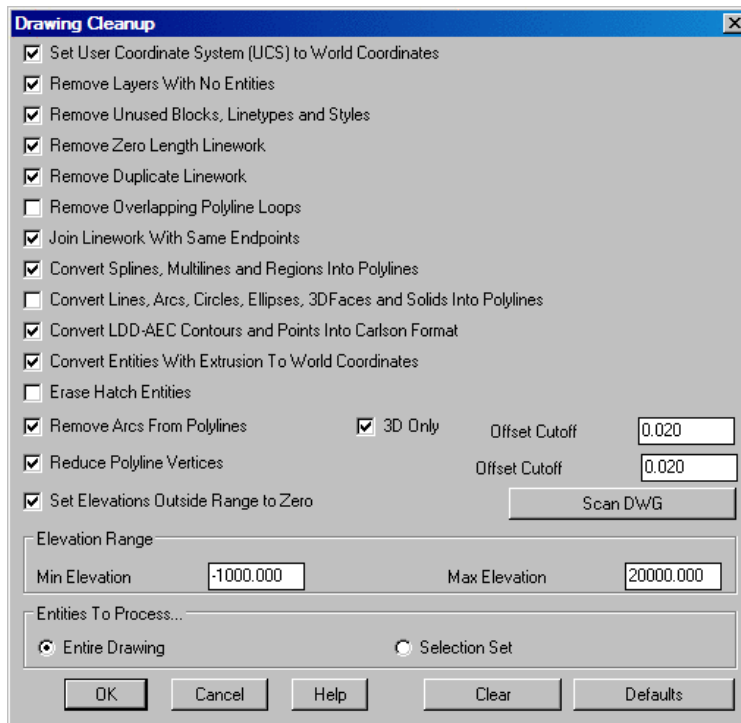 Drawing Cleanup
Set User Coordinate System (UCS) to World Coordinates
Remove Layers With No Entities
Remove Unused Blocks, Linetypes and Styles
Remove Zero Length Linework
Remove Duplicate Linework
Remove Overlapping Polyline Loops
Join Linework With Same Endpoints
Convert Splines, Multilines and Regions Into Polylines
Convert Lines, Arcs, Circles, Ellipses, 3DFaces and Solids Into Polylines
Convert LDD-AEC Contours and Points Into Carlson Format
Convert Entities With Extrusion To World Coordinates
Erase Hatch Entities
Remove Arcs From Polylines 3D Only Offset Cutoff 0.020
Reduce Polyline Vertices Offset Cutoff 0.020
Set Elevations Outside Range to Zero Scan DWG
Elevation Range
Min Elevation -1000.000 Max Elevation 20000.000
Entities To Process...
Entire Drawing Selection Set
OK Cancel Help Clear Defaults